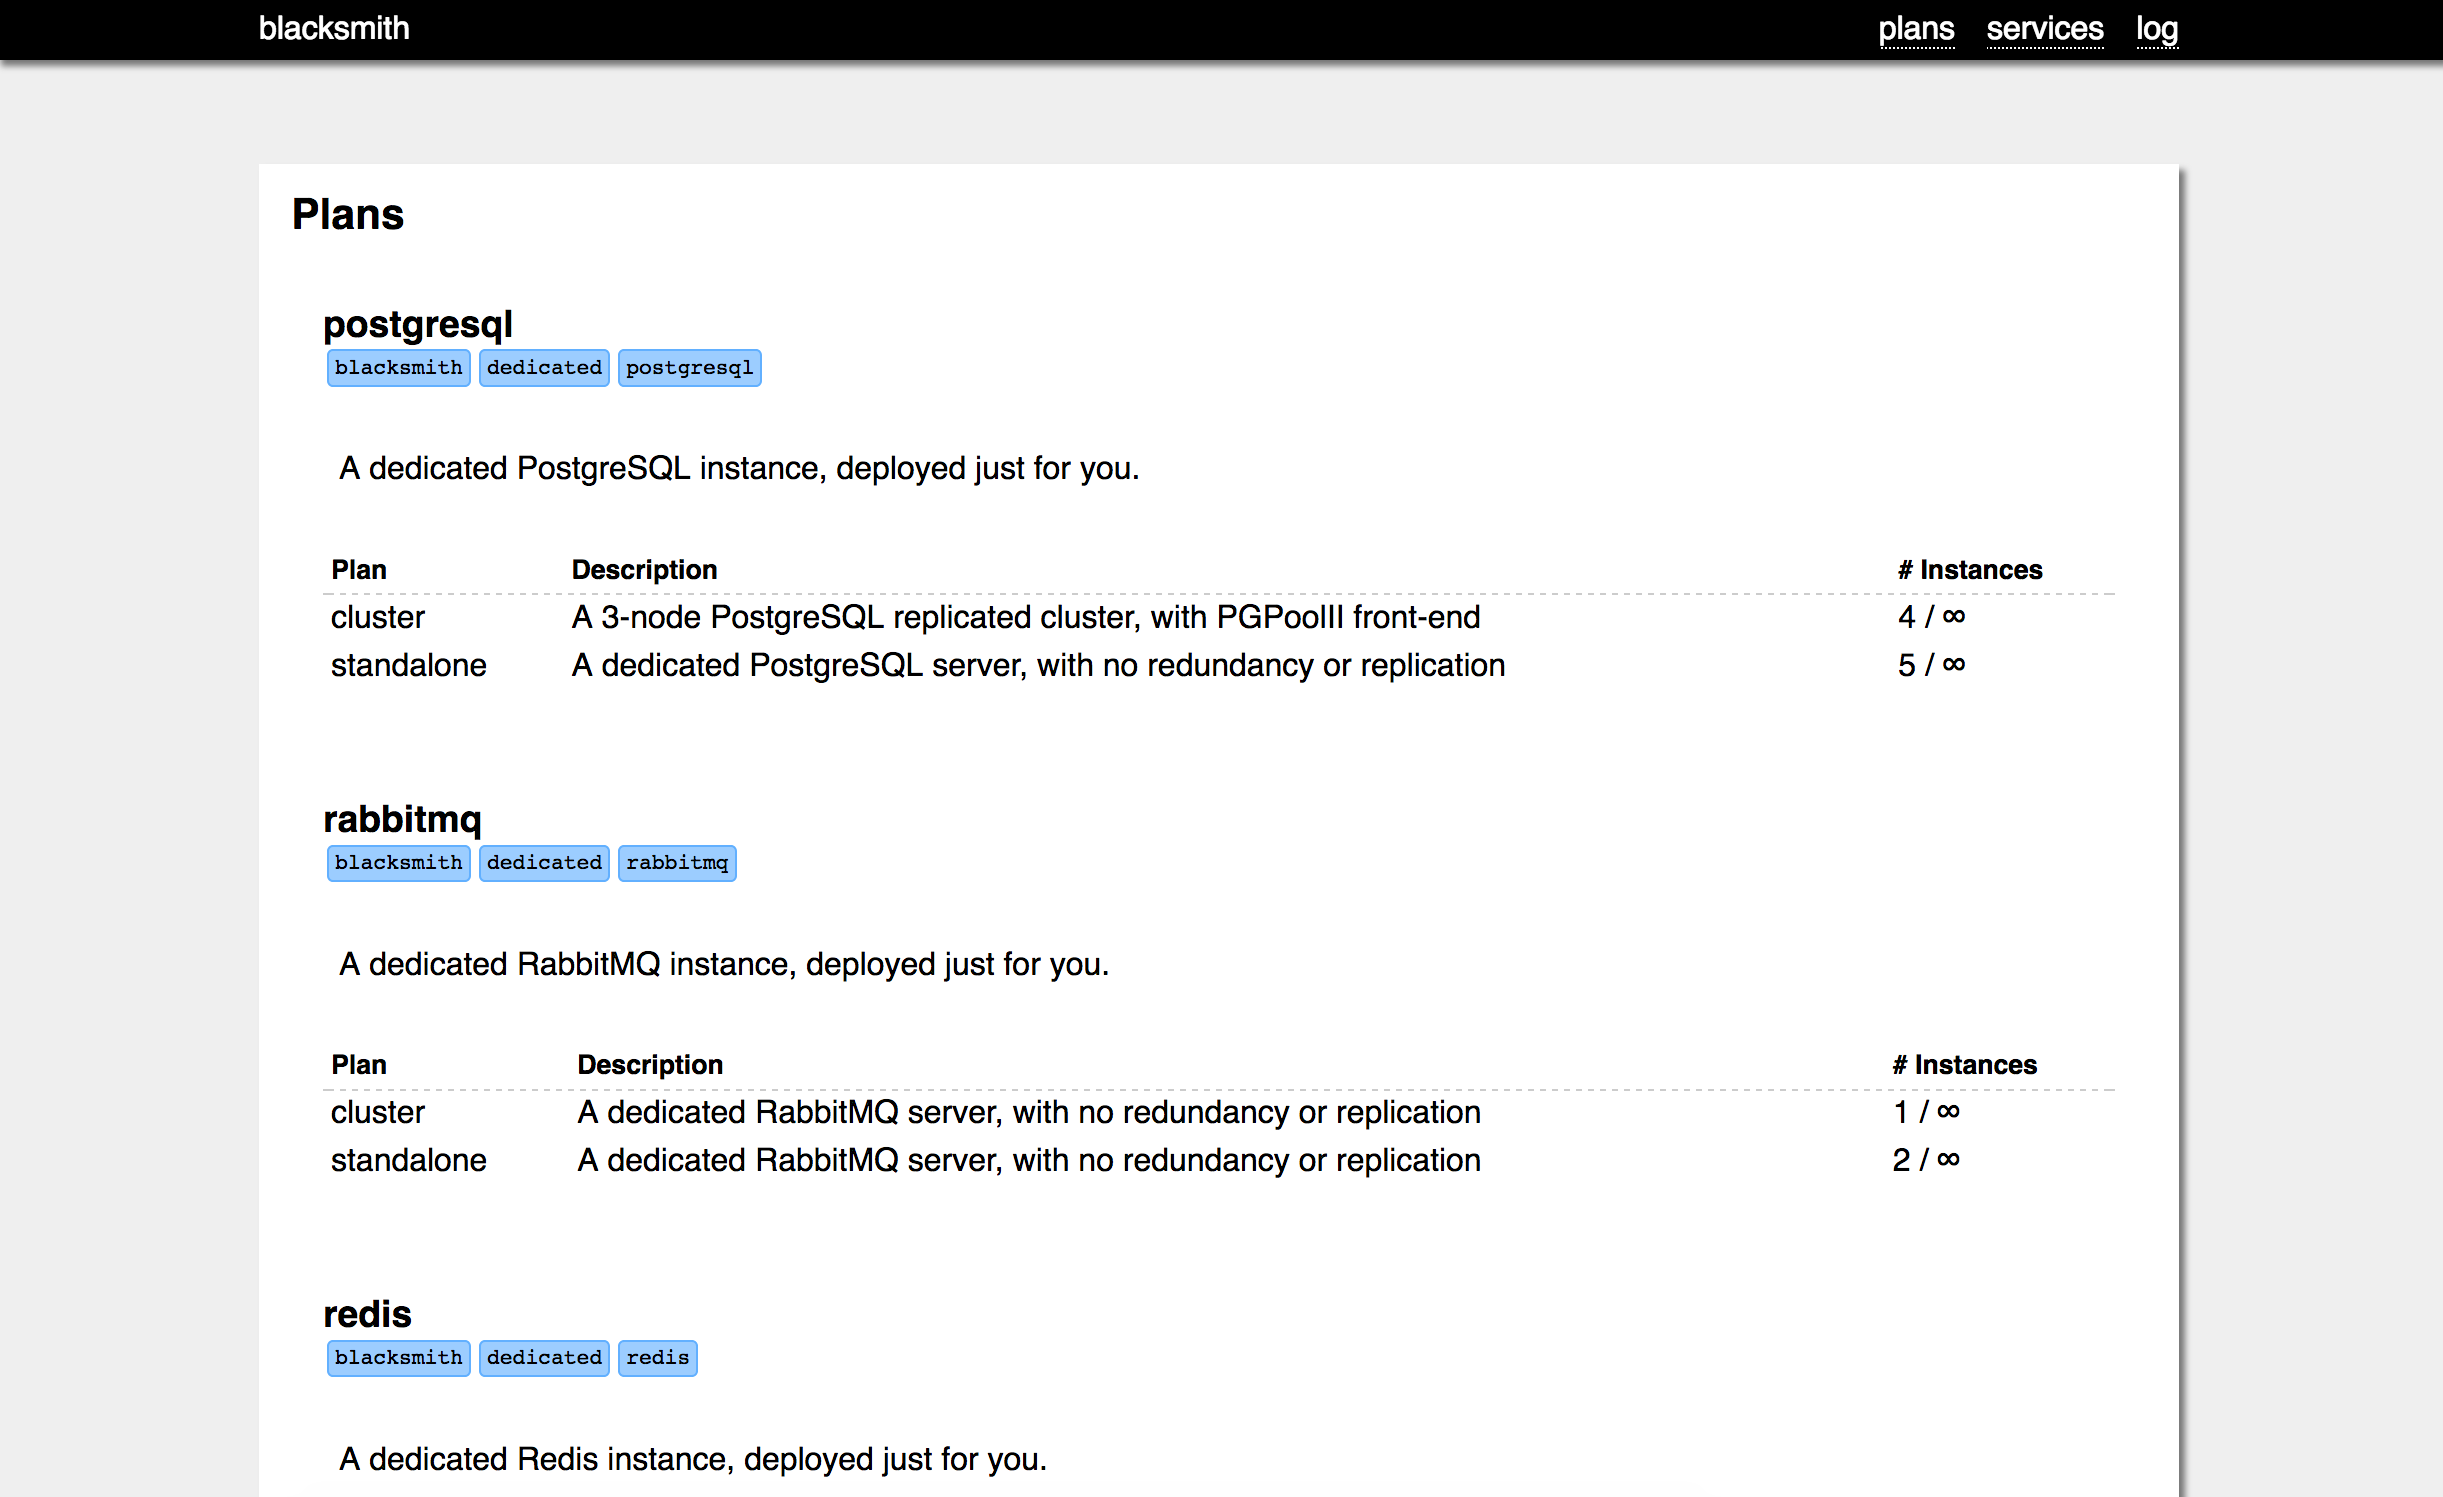 blacksmith plans services log
Plans
postgresql
blacksmith dedicated postgresql
A dedicated PostgreSQL instance, deployed just for you.
Plan Description # Instances
cluster A 3-node PostgreSQL replicated cluster, with PGPoolII front-end 4 / ∞
standalone A dedicated PostgreSQL server, with no redundancy or replication 5 / ∞
rabbitmq
blacksmith dedicated rabbitmq
A dedicated RabbitMQ instance, deployed just for you.
Plan Description # Instances
cluster A dedicated RabbitMQ server, with no redundancy or replication 1 / ∞
standalone A dedicated RabbitMQ server, with no redundancy or replication 2 / ∞
redis
blacksmith dedicated redis
A dedicated Redis instance, deployed just for you.